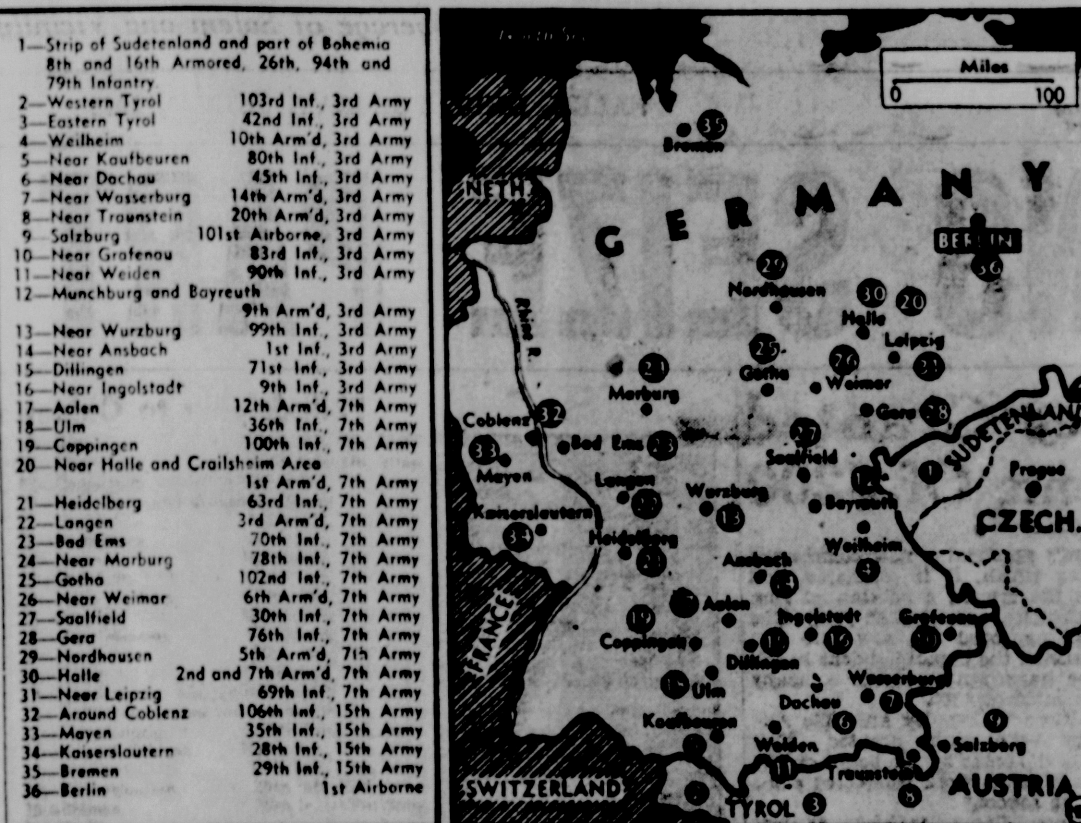 1—Strip of Sudetenland and part of Bohemia
8th and 16th Armored, 26th, 94th and
79th Infantry.
2—Western Tyrol 103rd Inf., 3rd Army
3—Eastern Tyrol 42nd Inf., 3rd Army
4—Weilheim 10th Arm'd, 3rd Army
5—Near Kaufbeuren 80th Inf., 3rd Army
6—Near Dachau 45th Inf., 3rd Army
7—Near Wasserburg 14th Arm'd, 3rd Army
8—Near Traunstein 20th Arm'd, 3rd Army
9—Salzburg 101st Airborne, 3rd Army
10—Near Grafenau 83rd Inf., 3rd Army
11—Near Weiden 90th Inf., 3rd Army
12—Munchburg and Bayreuth
9th Arm'd, 3rd Army
13—Near Wurzburg 99th Inf., 3rd Army
14—Near Ansbach 1st Inf., 3rd Army
15—Dillingen 71st Inf., 3rd Army
16—Near Ingolstadt 9th Inf., 3rd Army
17—Aalen 12th Arm'd, 7th Army
18—Ulm 36th Inf., 7th Army
19—Coppingen 100th Inf., 7th Army
20—Near Halle and Crailsheim Area
1st Arm'd, 7th Army
21—Heidelberg 63rd Inf., 7th Army
22—Langen 3rd Arm'd, 7th Army
23—Bad Ems 70th Inf., 7th Army
24—Near Marburg 78th Inf., 7th Army
25—Gotha 102nd Inf., 7th Army
26—Near Weimar 6th Arm'd, 7th Army
27—Saalfield 30th Inf., 7th Army
28—Gera 76th Inf., 7th Army
29—Nordhausen 5th Arm'd, 7th Army
30—Halle 2nd and 7th Arm'd, 7th Army
31—Near Leipzig 69th Inf., 7th Army
32—Around Coblenz 106th Inf., 15th Army
33—Mayen 35th Inf., 15th Army
34—Kaiserslautern 28th Inf., 15th Army
35—Bremen 29th Inf., 15th Army
36—Berlin 1st Airborne
Miles
0 100
35
Bremen
NETH.
GERMANY
BERLIN
36
29
Nordhausen
30
20
Halle
Leipzig
Rhine R.
25
Gotha
26
Weimar
31
24
Marburg
Gera
28
Coblenz
32
Bad Ems
23
27
Saalfield
SUDETENLAND
33
Mayen
Langen
22
Wurzburg
13
12
Bayreuth
1
Prague
CZECH.
Kaiserslautern
34
Heidelberg
21
Ansbach
14
Weilheim
4
FRANCE
17
Aalen
19
Coppingen
Ingolstadt
16
Grafenau
10
15
Dillingen
18
Ulm
Wasserburg
7
Dachau
6
Kaufbeuren
Weiden
11
9
Salzburg
Traunstein
8
SWITZERLAND
TYROL
3
AUSTRIA